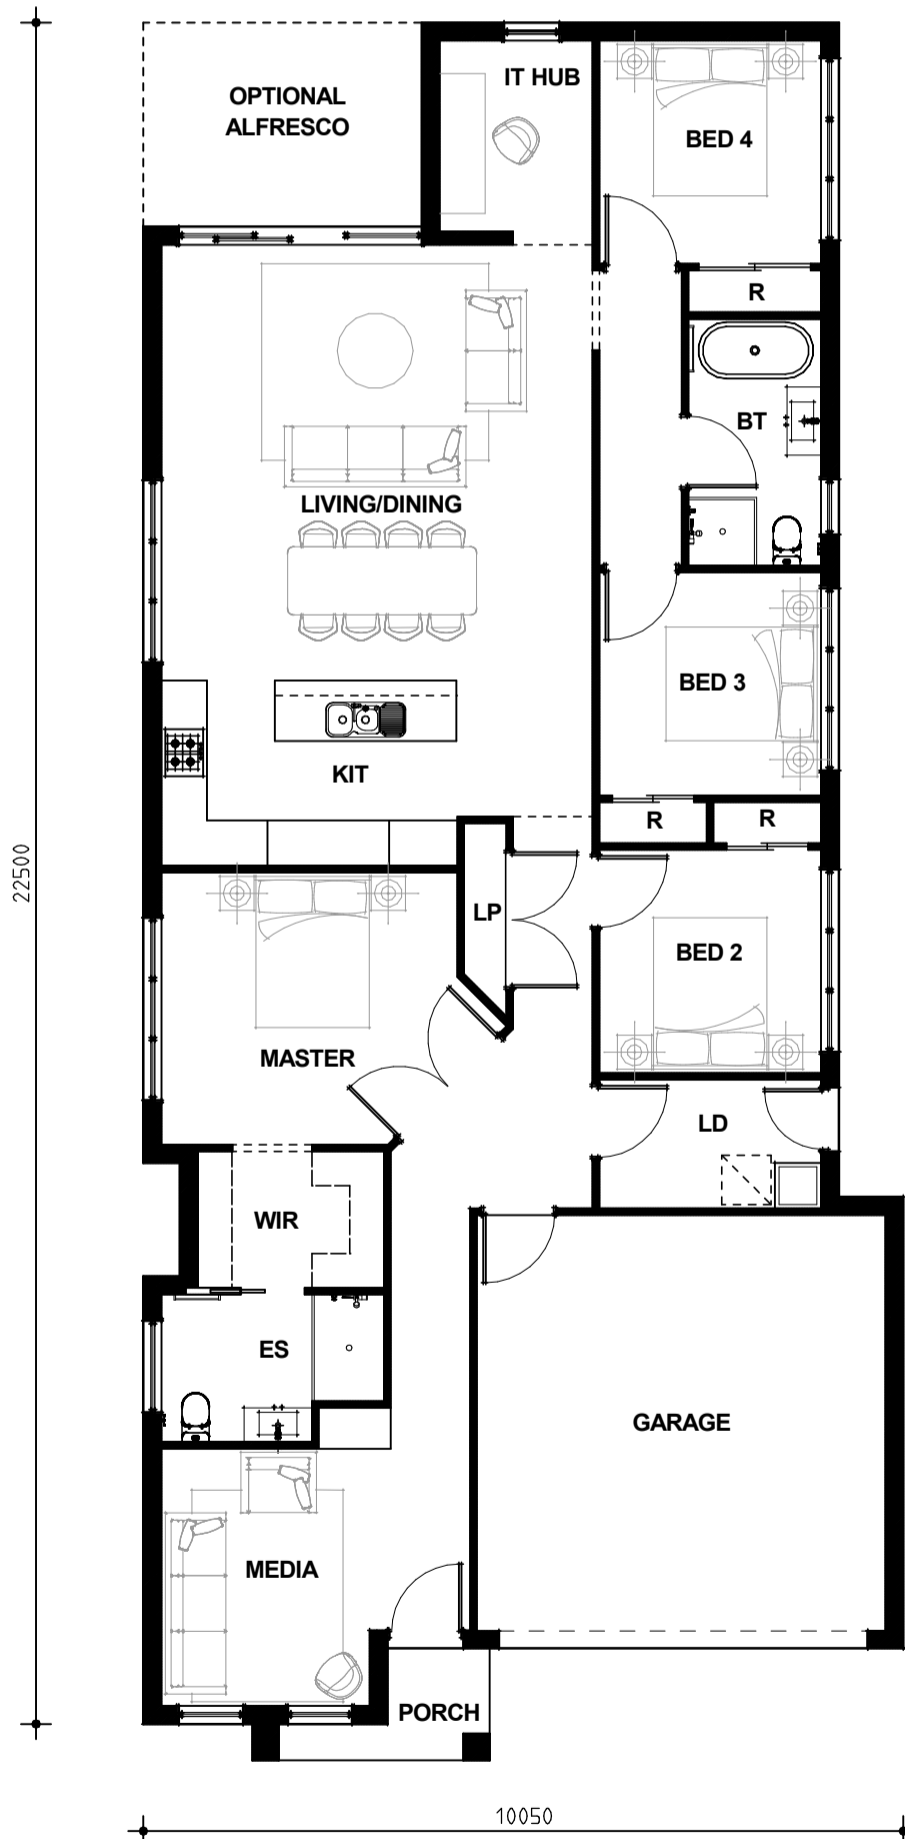 OPTIONAL
ALFRESCO
IT HUB
BED 4
R
BT
LIVING/DINING
BED 3
KIT
R
R
22500
LP
BED 2
MASTER
LD
WIR
ES
GARAGE
MEDIA
PORCH
10050